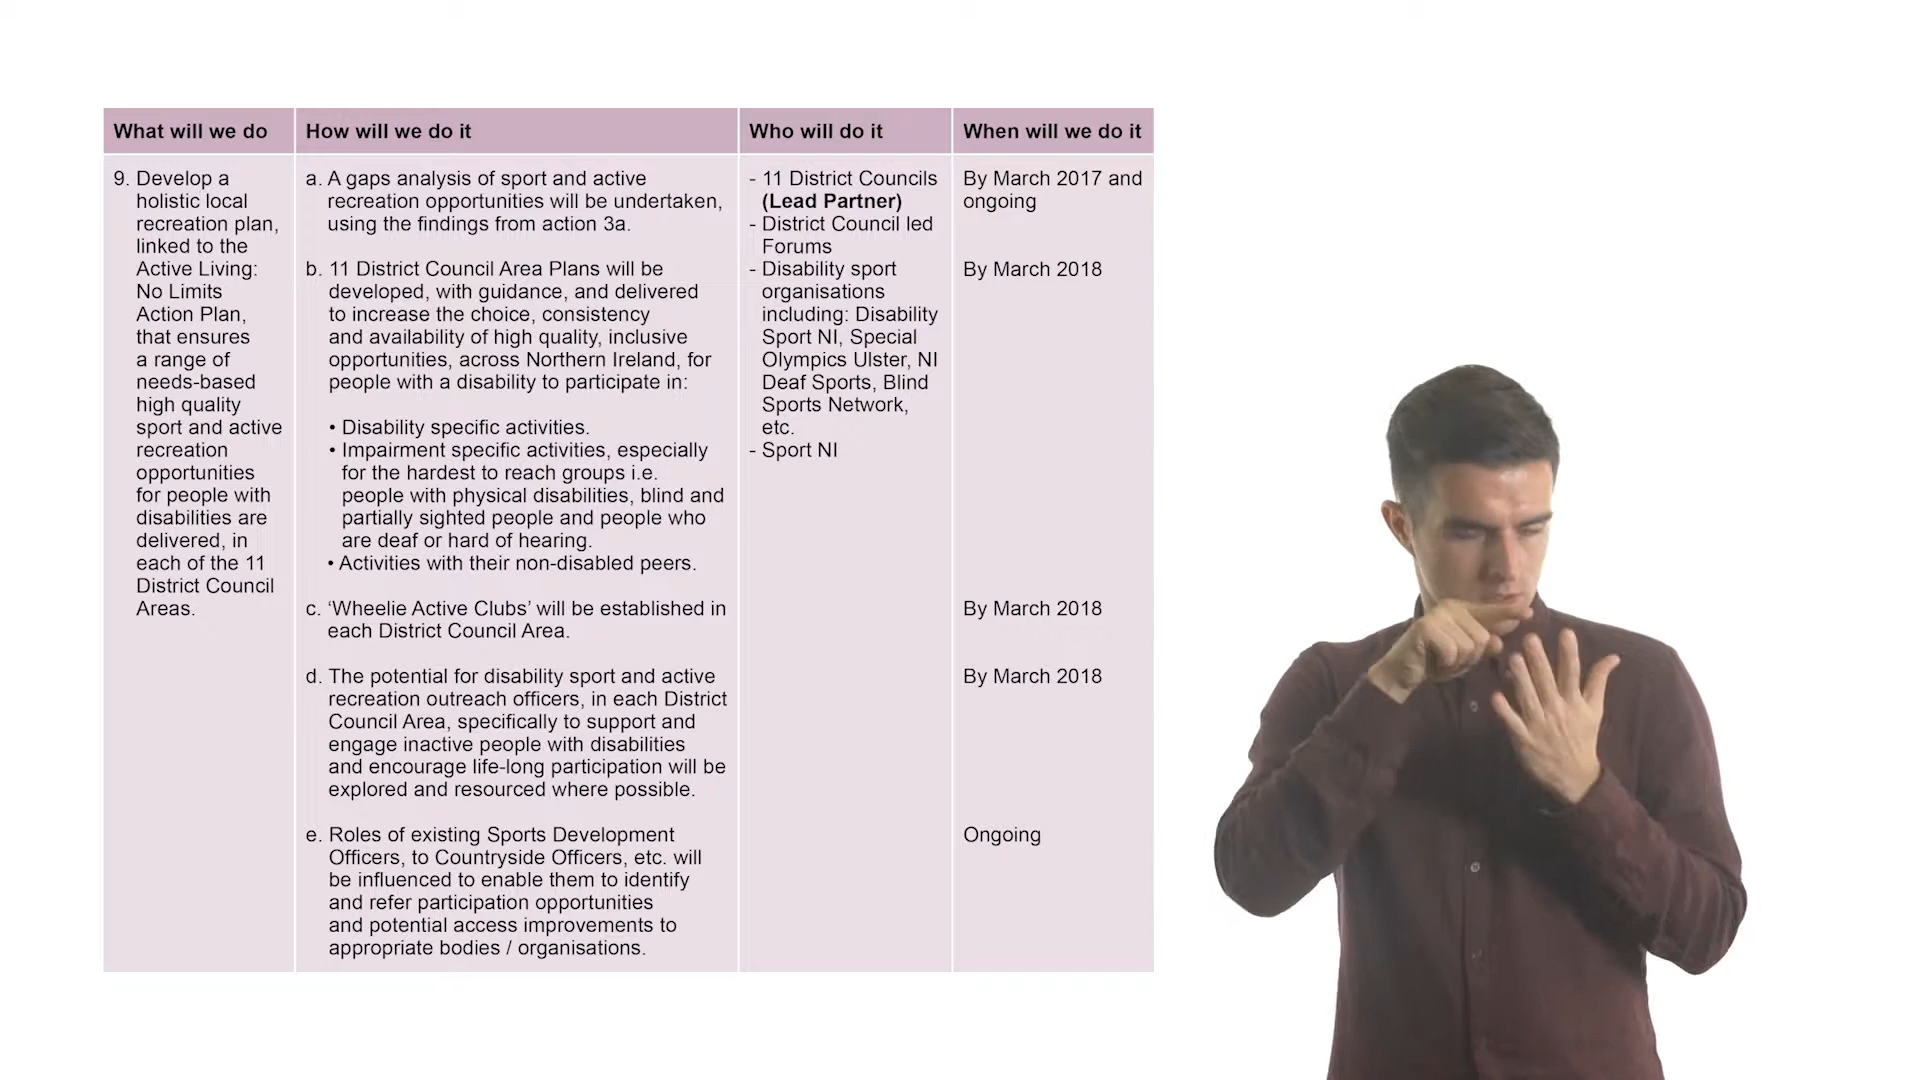 What will we do
How will we do it
Who will do it
When will we do it
9. Develop a
holistic local
recreation plan,
linked to the
Active Living:
No Limits
Action Plan,
that ensures
a range of
needs-based
high quality
sport and active
recreation
opportunities
for people with
disabilities are
delivered, in
each of the 11
District Council
Areas.
a. A gaps analysis of sport and active
recreation opportunities will be undertaken,
using the findings from action 3a.
b. 11 District Council Area Plans will be
developed, with guidance, and delivered
to increase the choice, consistency
and availability of high quality, inclusive
opportunities, across Northern Ireland, for
people with a disability to participate in:
• Disability specific activities.
• Impairment specific activities, especially
for the hardest to reach groups i.e.
people with physical disabilities, blind and
partially sighted people and people who
are deaf or hard of hearing.
• Activities with their non-disabled peers.
c. ‘Wheelie Active Clubs’ will be established in
each District Council Area.
d. The potential for disability sport and active
recreation outreach officers, in each District
Council Area, specifically to support and
engage inactive people with disabilities
and encourage life-long participation will be
explored and resourced where possible.
e. Roles of existing Sports Development
Officers, to Countryside Officers, etc. will
be influenced to enable them to identify
and refer participation opportunities
and potential access improvements to
appropriate bodies / organisations.
- 11 District Councils
(Lead Partner)
- District Council led
Forums
- Disability sport
organisations
including: Disability
Sport NI, Special
Olympics Ulster, NI
Deaf Sports, Blind
Sports Network,
etc.
- Sport NI
By March 2017 and
ongoing
By March 2018
By March 2018
By March 2018
Ongoing